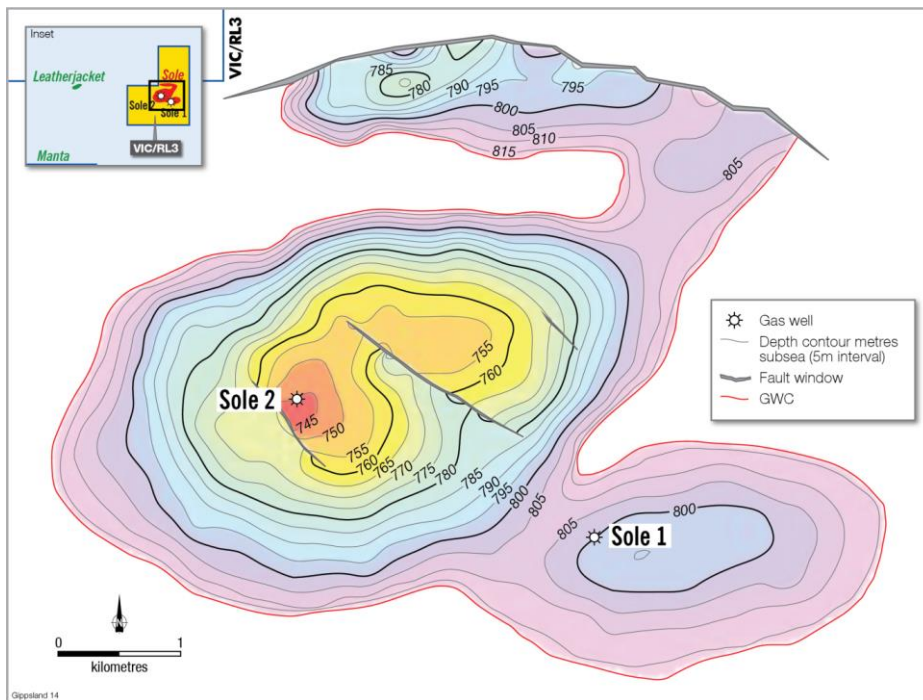 Inset
VIC/RL3
Leatherjacket
Sole
Sole 2
Sole 1
VIC/RL3
Manta
785
780
790
795
795
800
805
810
815
805
Gas well
Depth contour metres
subsea (5m interval)
Fault window
GWC
755
760
Sole 2
745
750
755
760
765
770
775
780
785
790
795
800
805
800
805
Sole 1
0
1
kilometres
N
Gippsland 14